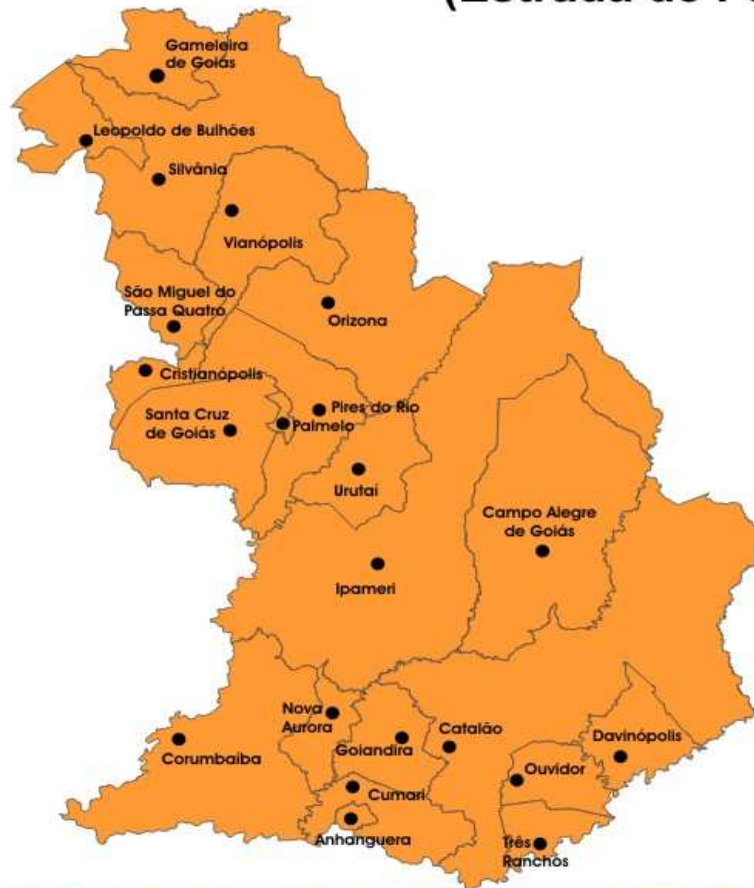 Gameleira
de Goiás
Leopoldo de Bulhões
Silvânia
Vianópolis
São Miguel do
Passa Quatro
Orizona
Cristianópolis
Pires do Rio
Santa Cruz
de Goiás
Palmelo
Urutaí
Campo Alegre
de Goiás
Ipameri
Nova
Aurora
Goiandira
Catalão
Davinópolis
Corumbaíba
Ouvidor
Cumari
Anhanguera
Três
Ranchos